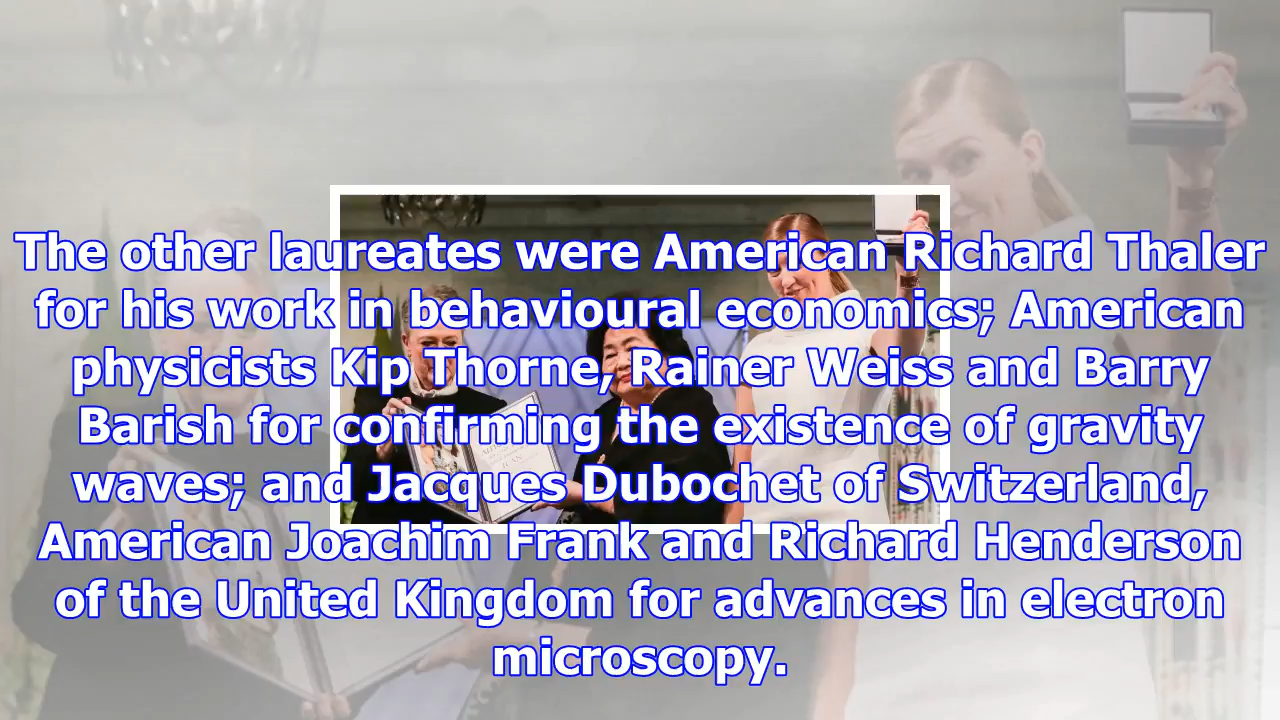 The other laureates were American Richard Thaler
for his work in behavioural economics; American
physicists Kip Thorne, Rainer Weiss and Barry
Barish for confirming the existence of gravity
waves; and Jacques Dubochet of Switzerland,
American Joachim Frank and Richard Henderson
of the United Kingdom for advances in electron
microscopy.